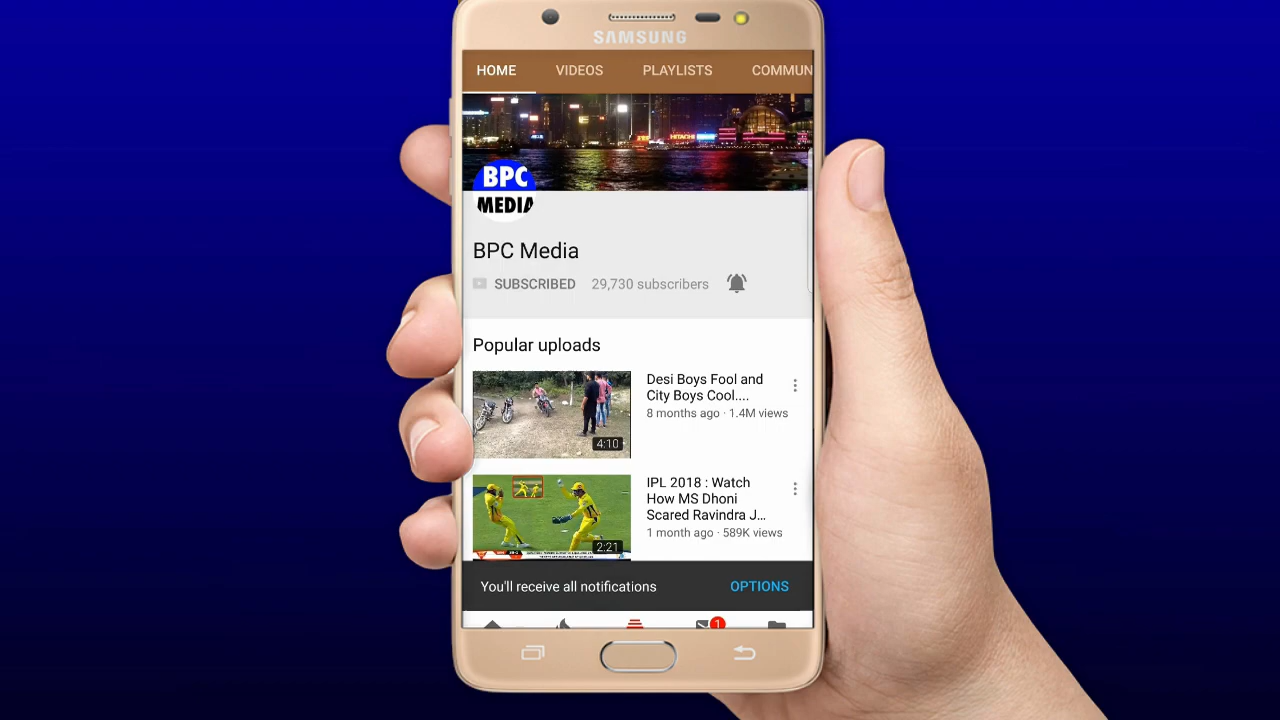 SAMSUNG
HOME VIDEOS PLAYLISTS COMMUN
HITACHI
BPC
MEDIA
BPC Media
SUBSCRIBED 29,730 subscribers
Popular uploads
Desi Boys Fool and
City Boys Cool....
8 months ago · 1.4M views
4:10
IPL 2018 : Watch
How MS Dhoni
Scared Ravindra J...
1 month ago · 589K views
2:21
You'll receive all notifications OPTIONS
1